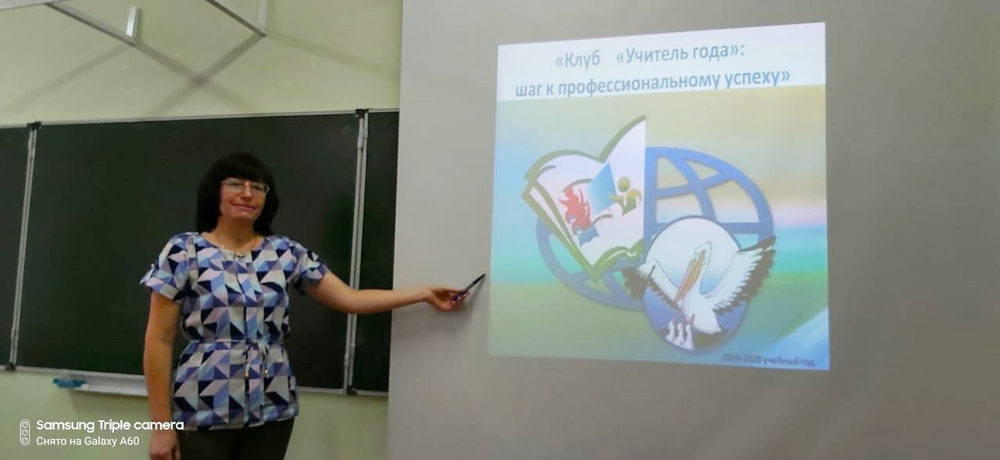 «Клуб «Учитель года»:
шаг к профессиональному успеху»
2019-2020 учебный год
Samsung Triple camera
Снято на Galaxy A60